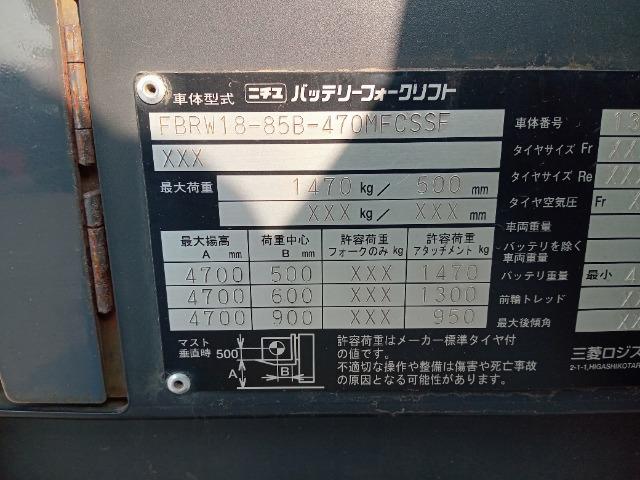 ニチユ バッテリーフォークリフト
車体型式 FBRW18-85B-470MFCSSF
XXX
最大荷重 1470 kg／ 500 mm
XXX kg／ XXX mm
最大揚高 A mm 荷重中心 B mm 許容荷重 フォークのみ kg 許容荷重 アタッチメント kg
4700 500 XXX 1470
4700 600 XXX 1300
4700 900 XXX 950
マスト垂直時 500 A B
許容荷重はメーカー標準タイヤ付
の値です。
不適切な操作や整備は傷害や死亡事故
の原因となる可能性があります。
車体番号 13
タイヤサイズ Fr
タイヤサイズ Re
タイヤ空気圧 Fr
車両重量
バッテリを除く
車両重量
バッテリ重量 最小 4
前輪トレッド
最大後傾角
三菱ロジス
2-1-1,HIGASHIKOTAR